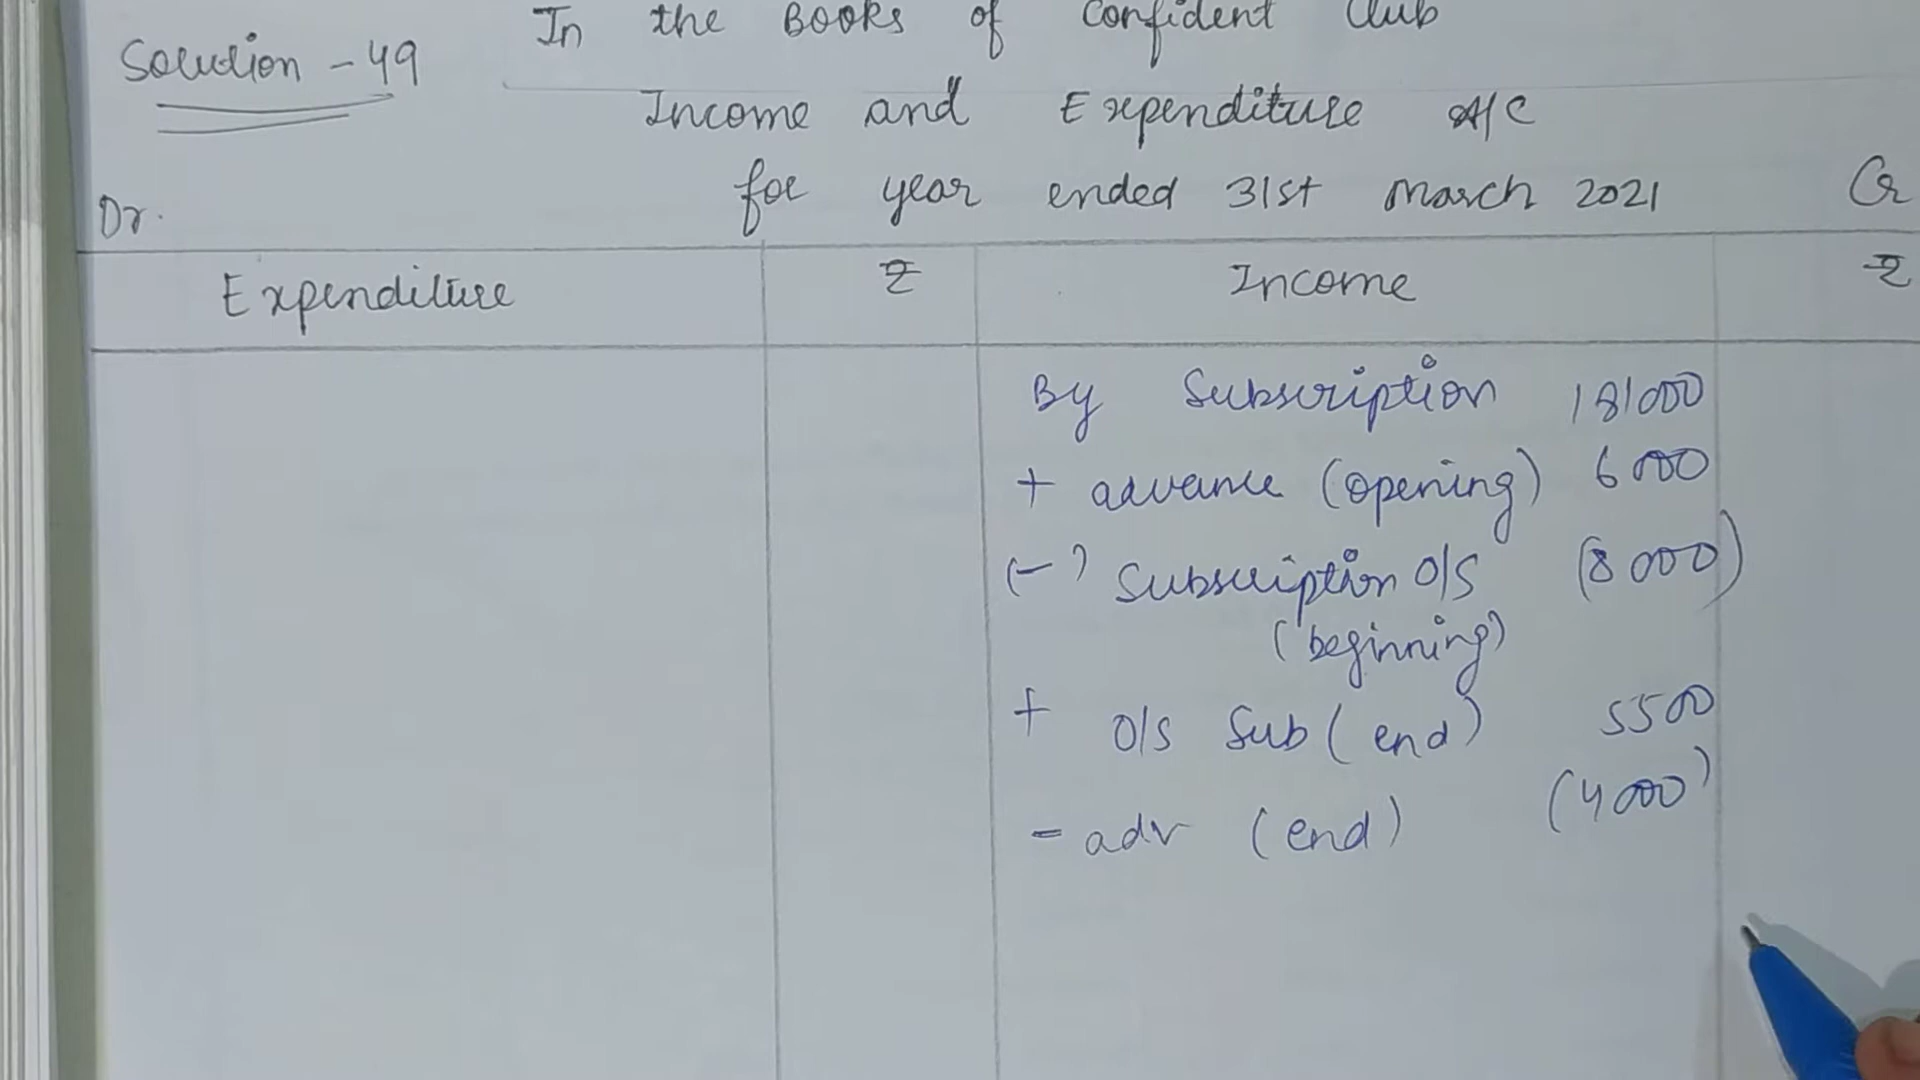 In the Books of Confident Club
Solution - 49
Income and Expenditure A/C
for year ended 31st March 2021
Dr. Cr
Expenditure ₹ Income ₹
By Subscription 181000
+ advance (opening) 6000
(-) Subscription O/S (8000)
(beginning)
+ O/S Sub (end) 5500
- adv (end) (4000)